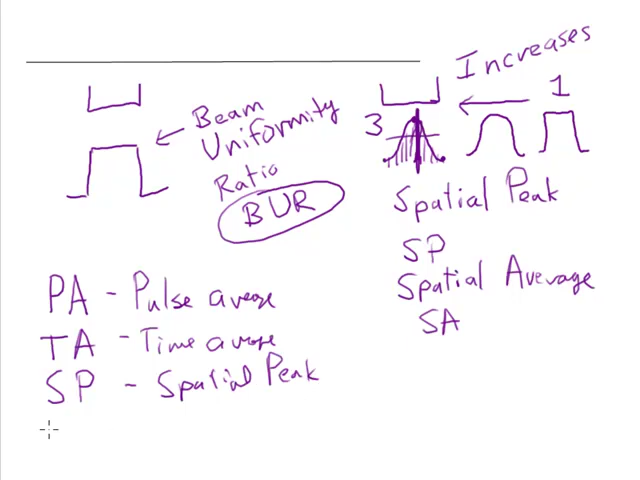 Beam
Uniformity
Ratio
BUR
Increases
1
3
Spatial Peak
SP
Spatial Average
SA
PA - Pulse average
TA - Time average
SP - Spatial Peak